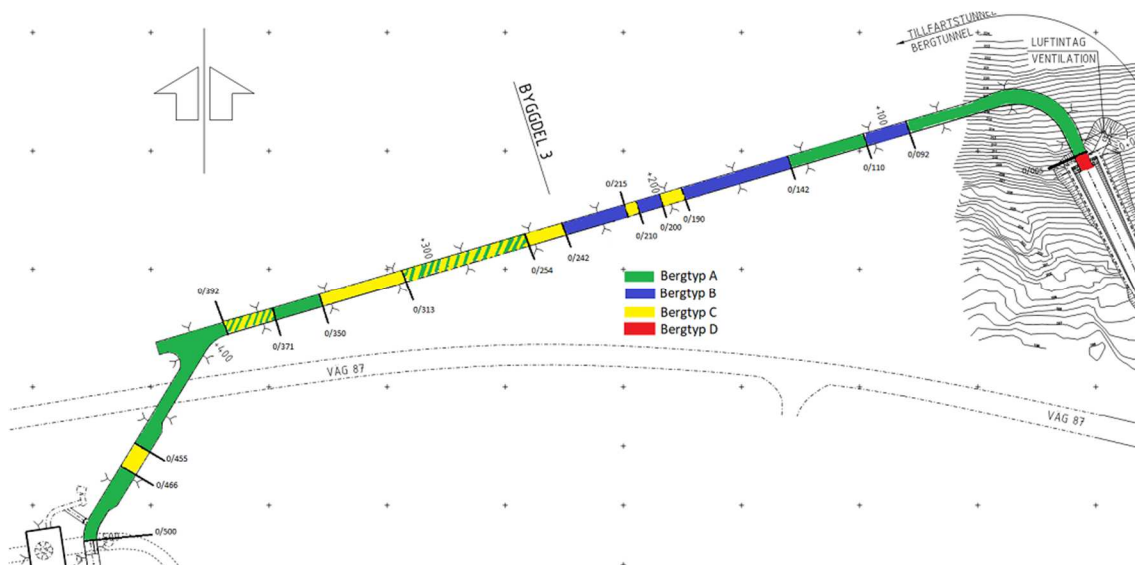 TILLFARTSTUNNEL
BERGTUNNEL
LUFTINTAG
VENTILATION
BYGGDEL 3
+100
0/092
0/110
0/142
0/215
+200
0/190
0/200
0/210
0/242
0/254
+300
0/313
0/350
0/371
0/392
+400
Bergtyp A
Bergtyp B
Bergtyp C
Bergtyp D
VÄG 87
VÄG 87
0/455
0/466
0/500